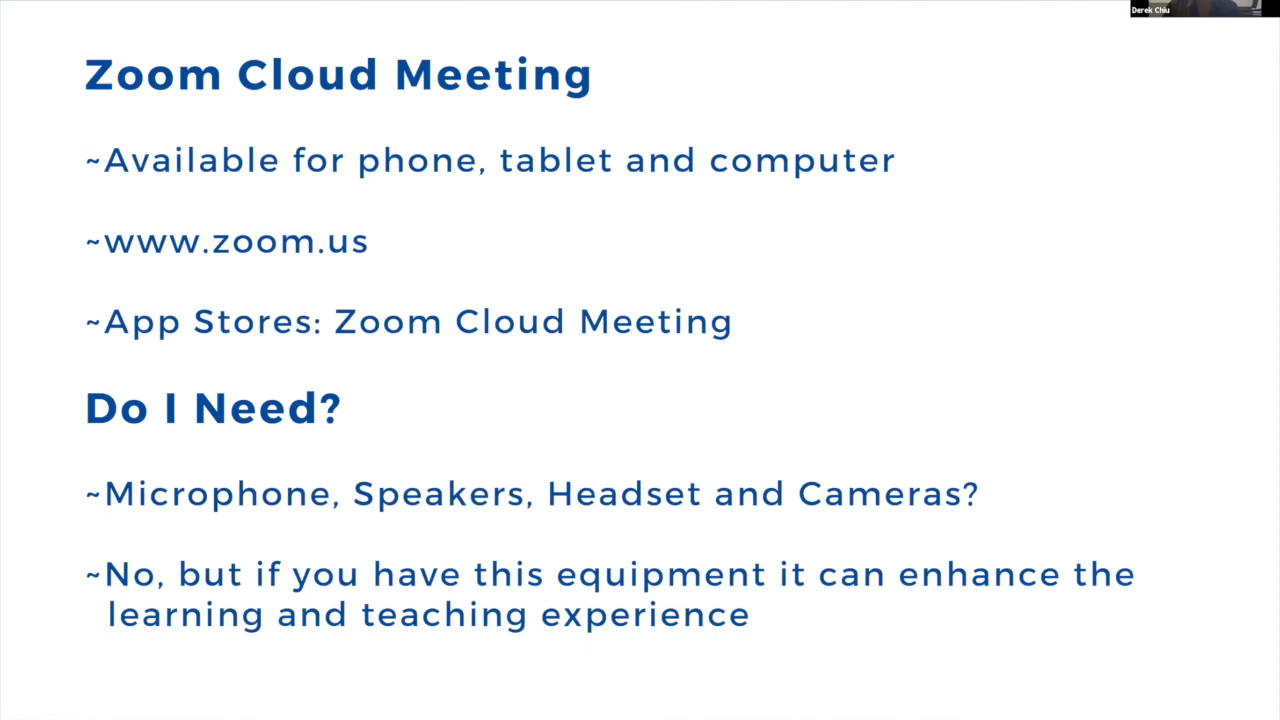 Derek Chiu
Zoom Cloud Meeting
~Available for phone, tablet and computer
~www.zoom.us
~App Stores: Zoom Cloud Meeting
Do I Need?
~Microphone, Speakers, Headset and Cameras?
~No, but if you have this equipment it can enhance the
learning and teaching experience